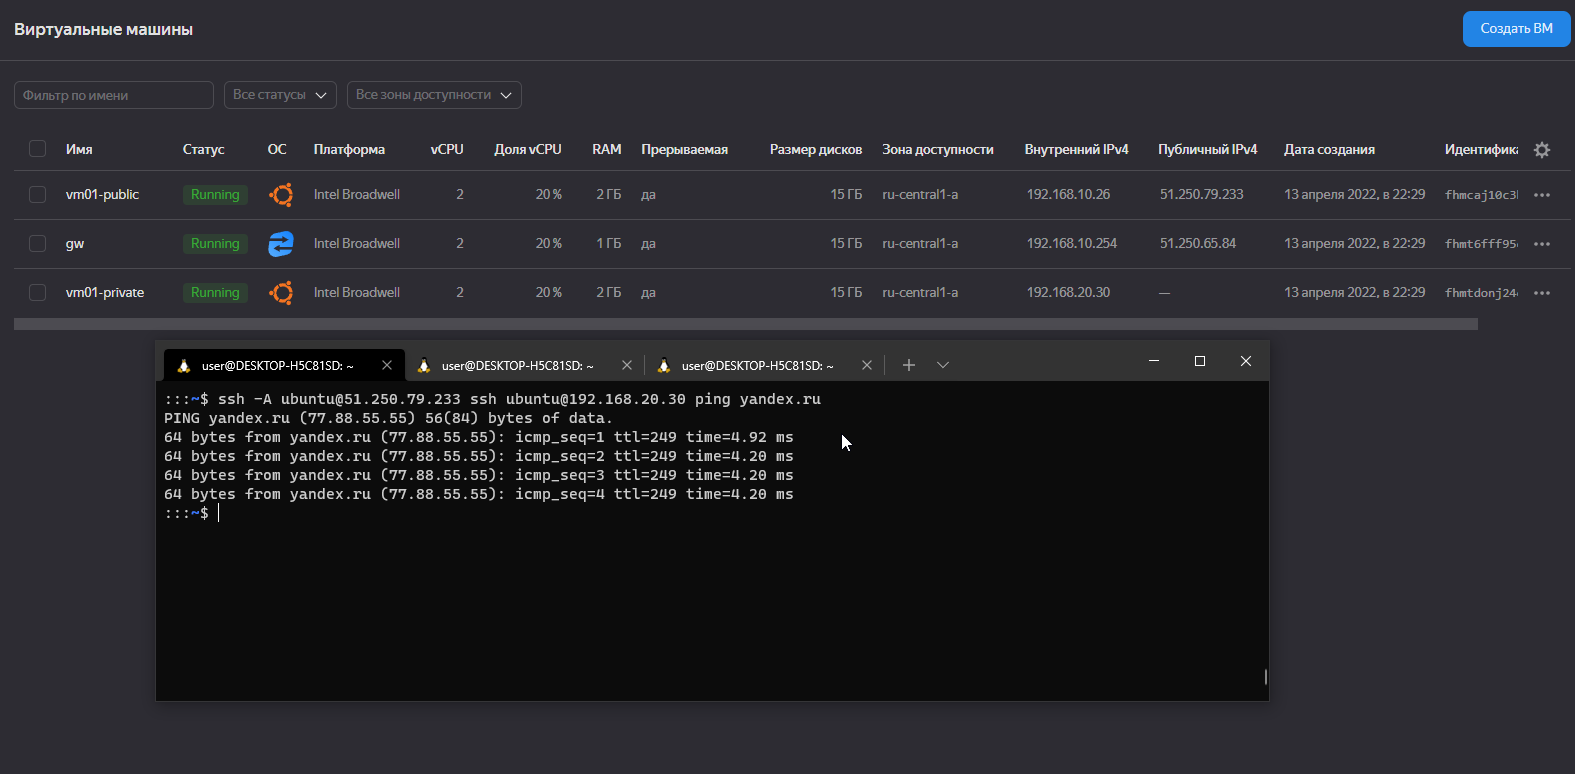 Виртуальные машины
Создать ВМ
Фильтр по имени Все статусы Все зоны доступности
Имя Статус ОС Платформа vCPU Доля vCPU RAM Прерываемая Размер дисков Зона доступности Внутренний IPv4 Публичный IPv4 Дата создания Идентифика
vm01-public Running Intel Broadwell 2 20 % 2 ГБ да 15 ГБ ru-central1-a 192.168.10.26 51.250.79.233 13 апреля 2022, в 22:29 fhmcaj10c3
gw Running Intel Broadwell 2 20 % 1 ГБ да 15 ГБ ru-central1-a 192.168.10.254 51.250.65.84 13 апреля 2022, в 22:29 fhmt6fff95
vm01-private Running Intel Broadwell 2 20 % 2 ГБ да 15 ГБ ru-central1-a 192.168.20.30 — 13 апреля 2022, в 22:29 fhmtdonj24
user@DESKTOP-H5C81SD: ~ user@DESKTOP-H5C81SD: ~ user@DESKTOP-H5C81SD: ~
:::~$ ssh -A ubuntu@51.250.79.233 ssh ubuntu@192.168.20.30 ping yandex.ru
PING yandex.ru (77.88.55.55) 56(84) bytes of data.
64 bytes from yandex.ru (77.88.55.55): icmp_seq=1 ttl=249 time=4.92 ms
64 bytes from yandex.ru (77.88.55.55): icmp_seq=2 ttl=249 time=4.20 ms
64 bytes from yandex.ru (77.88.55.55): icmp_seq=3 ttl=249 time=4.20 ms
64 bytes from yandex.ru (77.88.55.55): icmp_seq=4 ttl=249 time=4.20 ms
:::~$